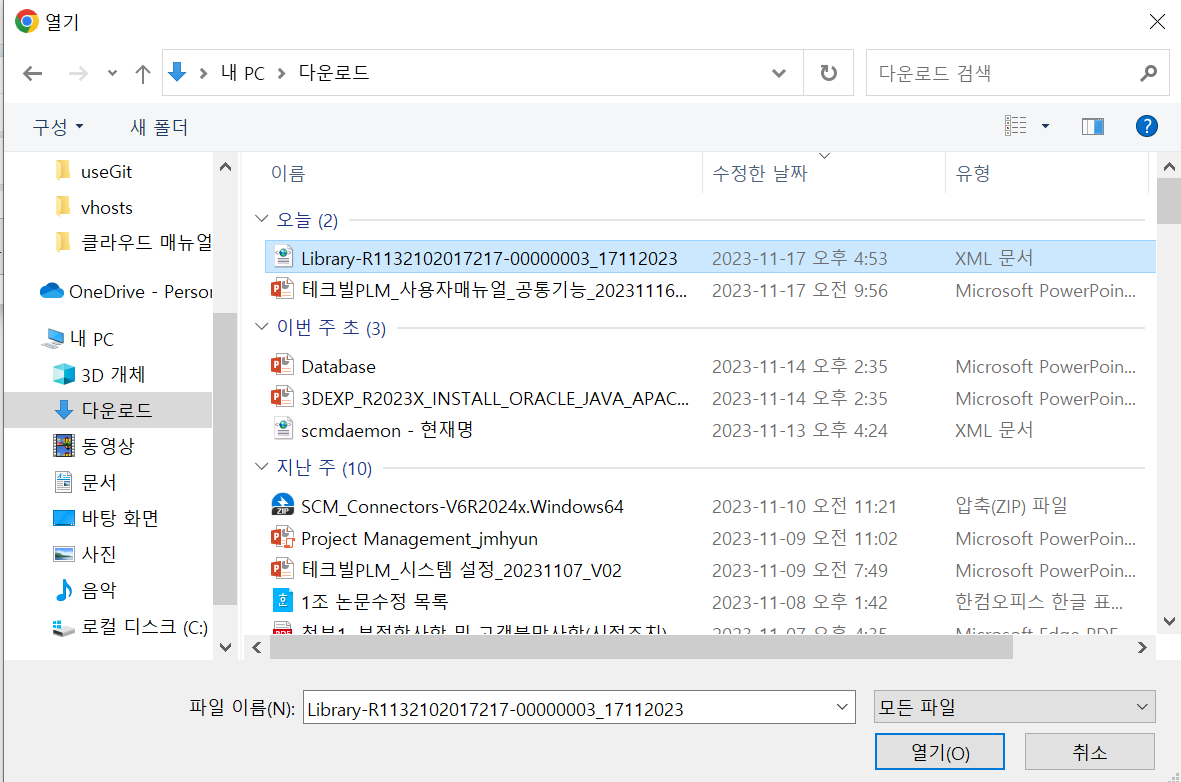 열기
내 PC
다운로드
다운로드 검색
구성
새 폴더
useGit
vhosts
클라우드 매뉴얼
OneDrive - Person
내 PC
3D 개체
다운로드
동영상
문서
바탕 화면
사진
음악
로컬 디스크 (C:)
이름 수정한 날짜 유형
오늘 (2)
Library-R1132102017217-00000003_17112023 2023-11-17 오후 4:53 XML 문서
테크빌PLM_사용자매뉴얼_공통기능_20231116... 2023-11-17 오전 9:56 Microsoft PowerPoin...
이번 주 초 (3)
Database 2023-11-14 오후 2:35 Microsoft PowerPoin...
3DEXP_R2023X_INSTALL_ORACLE_JAVA_APAC... 2023-11-14 오후 2:35 Microsoft PowerPoin...
scmdaemon - 현재명 2023-11-13 오후 4:24 XML 문서
지난 주 (10)
SCM_Connectors-V6R2024x.Windows64 2023-11-10 오전 11:21 압축(ZIP) 파일
Project Management_jmhyun 2023-11-09 오전 11:02 Microsoft PowerPoin...
테크빌PLM_시스템 설정_20231107_V02 2023-11-09 오전 7:49 Microsoft PowerPoin...
1조 논문수정 목록 2023-11-08 오후 1:42 한컴오피스 한글 표...
2023-11-07 오후 4:35 Microsoft Edge PDF
파일 이름(N): Library-R1132102017217-00000003_17112023 모든 파일
열기(O) 취소